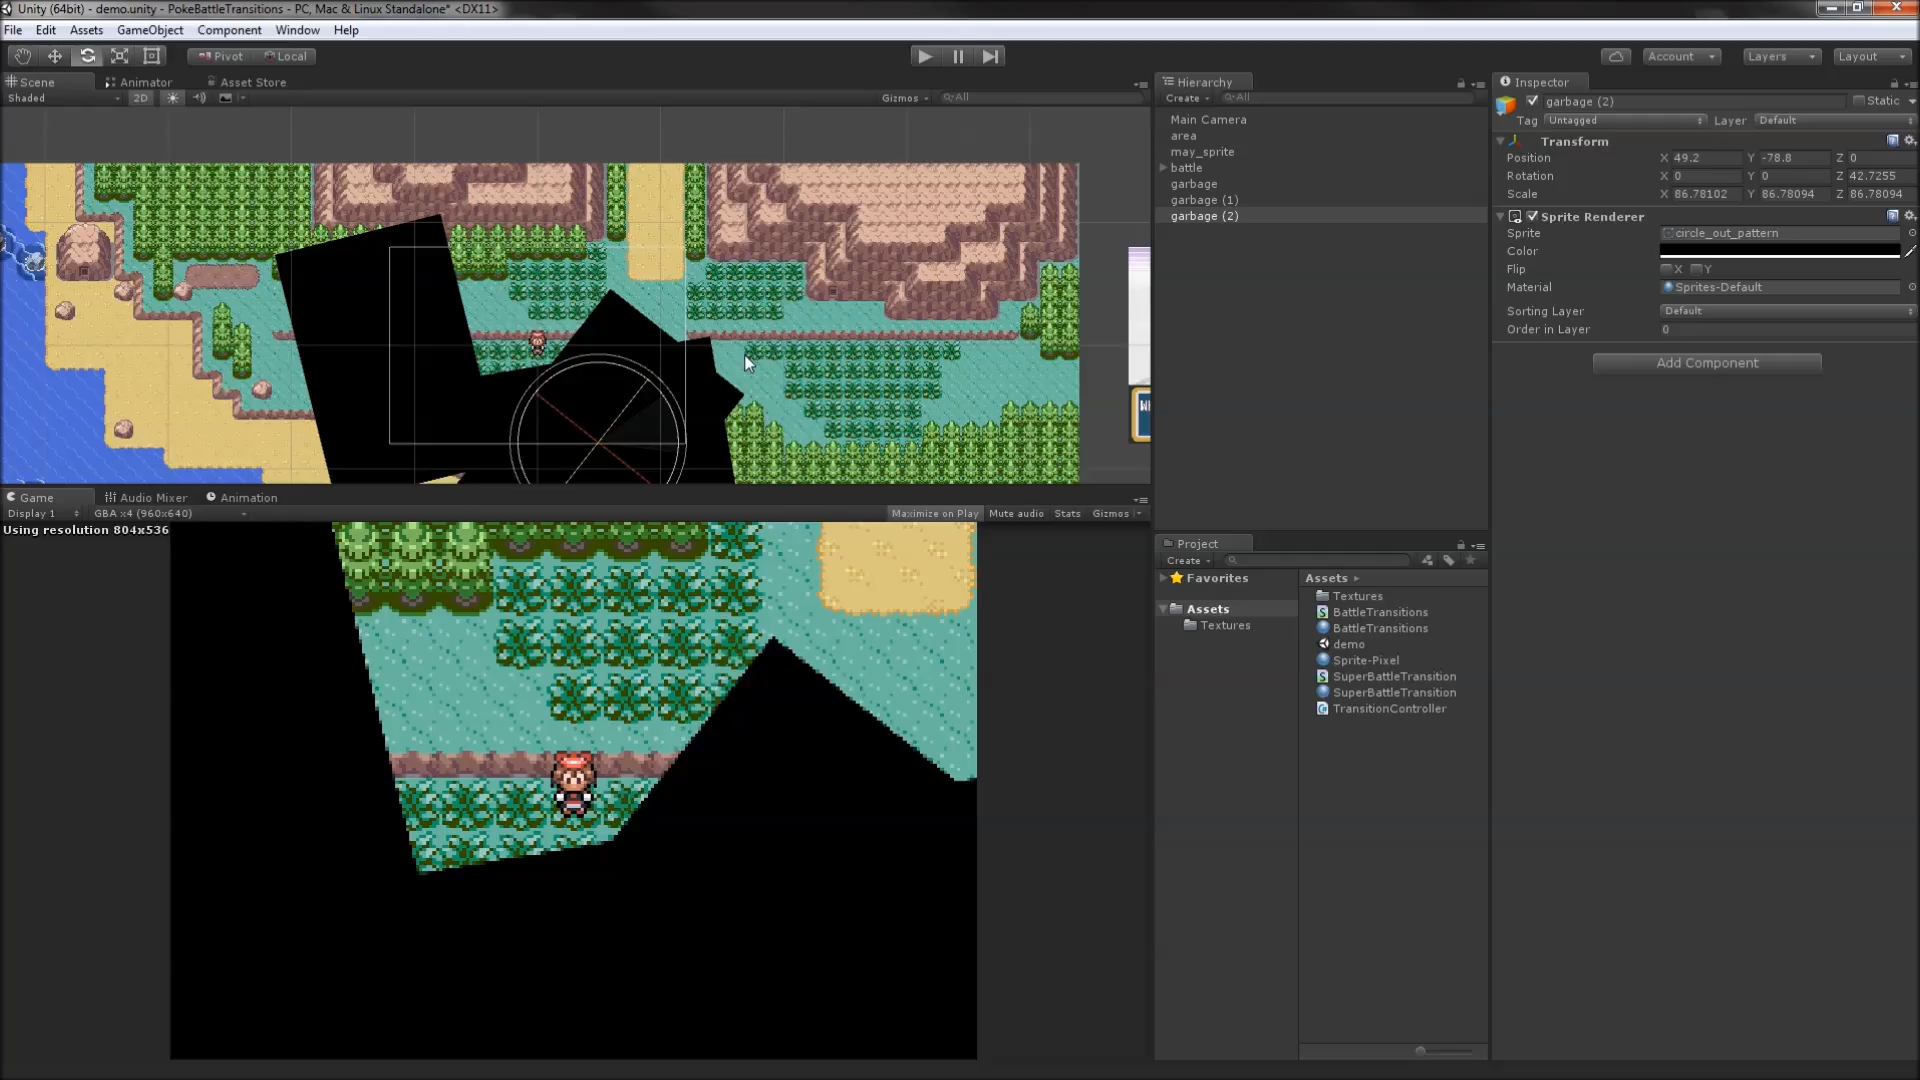 Unity (64bit) - demo.unity - PokeBattleTransitions - PC, Mac & Linux Standalone* <DX11>
File Edit Assets GameObject Component Window Help
Pivot Local Account Layers Layout
Scene Animator Asset Store
Shaded 2D Gizmos All
Game Audio Mixer Animation
Display 1 GBA x4 (960x640) Maximize on Play Mute audio Stats Gizmos
Using resolution 804x536
Hierarchy
Create All
Main Camera
area
may_sprite
battle
garbage
garbage (1)
garbage (2)
Project
Create
Favorites
Assets
Textures
Assets
Textures
BattleTransitions
BattleTransitions
demo
Sprite-Pixel
SuperBattleTransition
SuperBattleTransition
TransitionController
Inspector
garbage (2) Static
Tag Untagged Layer Default
Transform
Position X 49.2 Y -78.8 Z 0
Rotation X 0 Y 0 Z 42.7255
Scale X 86.78102 Y 86.78094 Z 86.78094
Sprite Renderer
Sprite circle_out_pattern
Color
Flip X Y
Material Sprites-Default
Sorting Layer Default
Order in Layer 0
Add Component